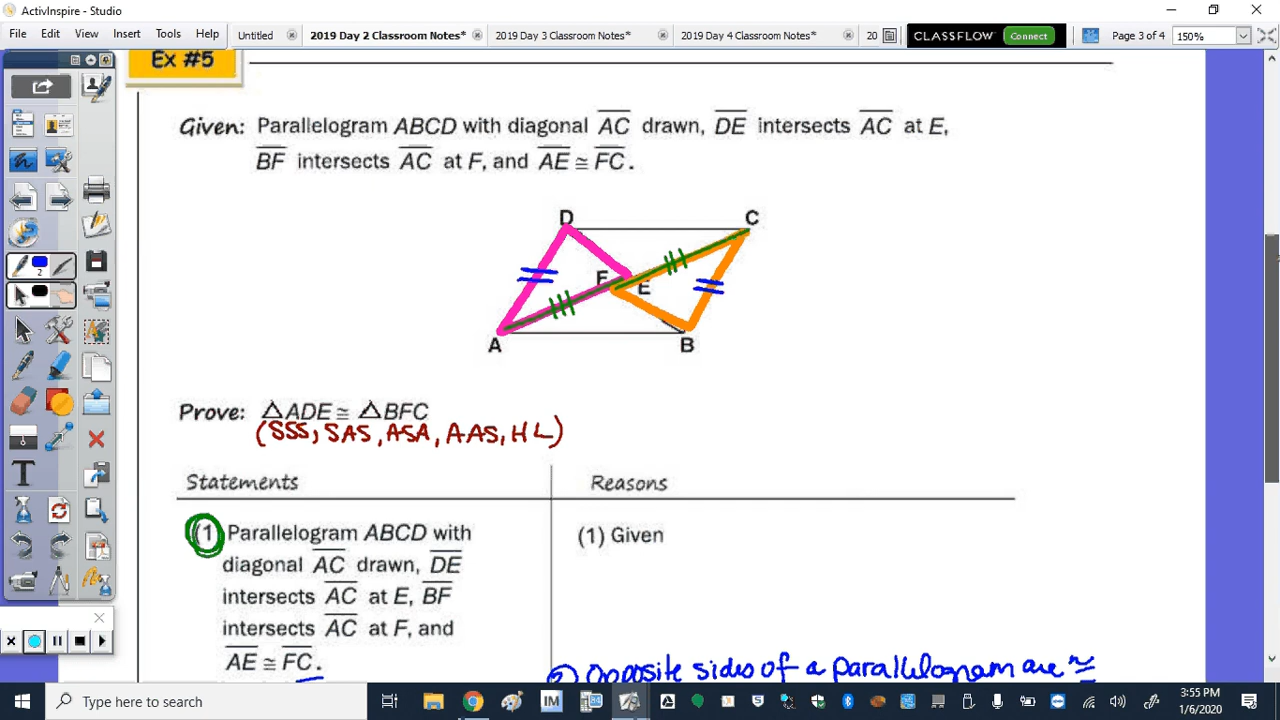 ActivInspire - Studio
File Edit View Insert Tools Help Untitled 2019 Day 2 Classroom Notes* 2019 Day 3 Classroom Notes* 2019 Day 4 Classroom Notes* 20 CLASSFLOW Connect Page 3 of 4 150%
Ex #5
Given: Parallelogram ABCD with diagonal AC drawn, DE intersects AC at E,
BF intersects AC at F, and AE ≅ FC.
D C
F E
A B
Prove: △ADE ≅ △BFC
(SSS, SAS, ASA, AAS, HL)
Statements Reasons
(1) Parallelogram ABCD with (1) Given
diagonal AC drawn, DE
intersects AC at E, BF
intersects AC at F, and
AE ≅ FC.
② Opposite sides of a parallelogram are ≅
2
T
Type here to search
IM
3:55 PM
1/6/2020